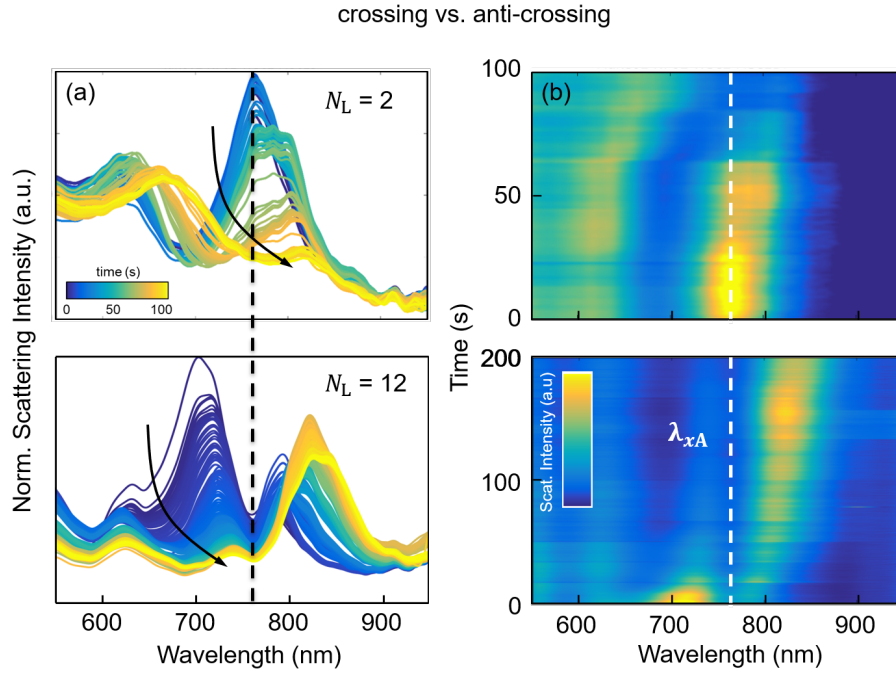 crossing vs. anti-crossing
(a)
N_L = 2
time (s)
0 50 100
Norm. Scattering Intensity (a.u.)
N_L = 12
600 700 800 900
Wavelength (nm)
(b)
100
50
0
Time (s)
200
100
0
Scat. Intensity (a.u)
λ_xA
600 700 800 900
Wavelength (nm)